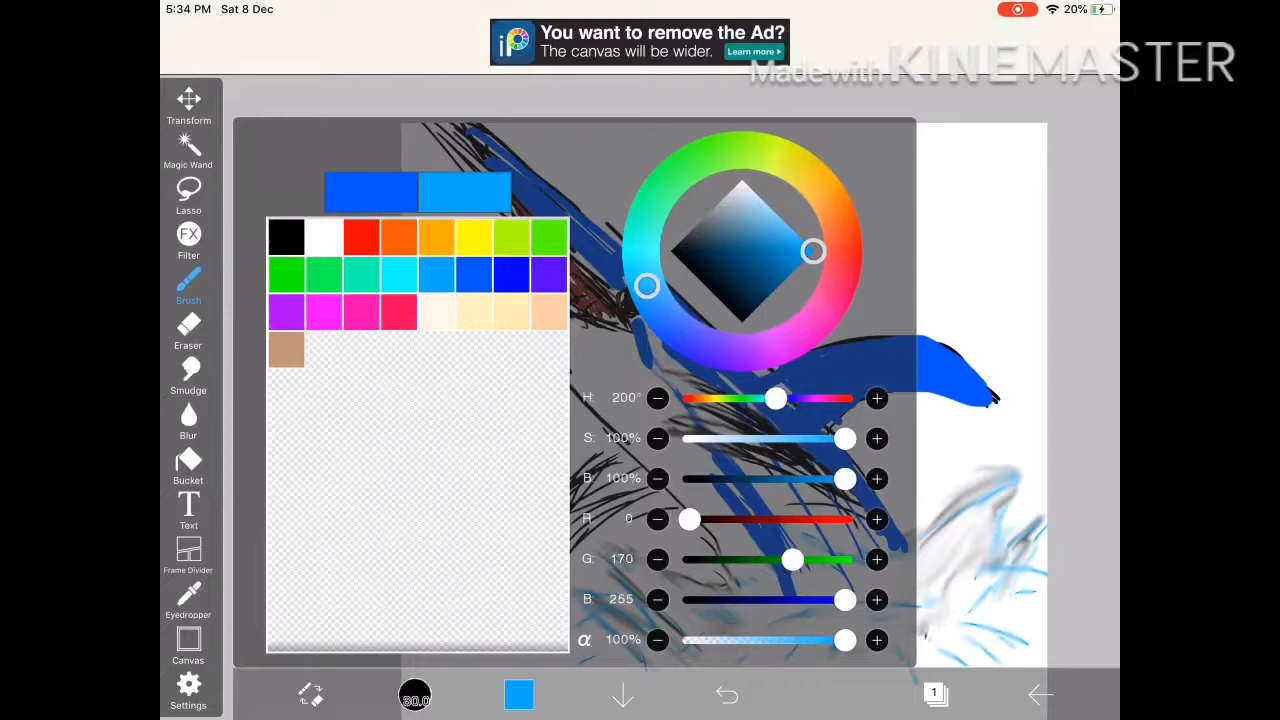 5:34 PM Sat 8 Dec
20%
You want to remove the Ad?
The canvas will be wider.
Learn more
iP
Made with KINEMASTER
Transform
Magic Wand
Lasso
FX
Filter
Brush
Eraser
Smudge
Blur
Bucket
T
Text
Frame Divider
Eyedropper
Canvas
Settings
H: 200°
S: 100%
B: 100%
R: 0
G: 170
B: 255
α 100%
60.0
1